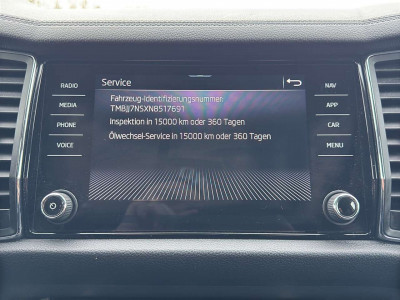 Service
RADIO
MEDIA
PHONE
VOICE
Fahrzeug-Identifizierungsnummer:
TMBJJ7NSXN8517691
Inspektion in 15000 km oder 360 Tagen
Ölwechsel-Service in 15000 km oder 360 Tagen
NAV
APP
CAR
MENU